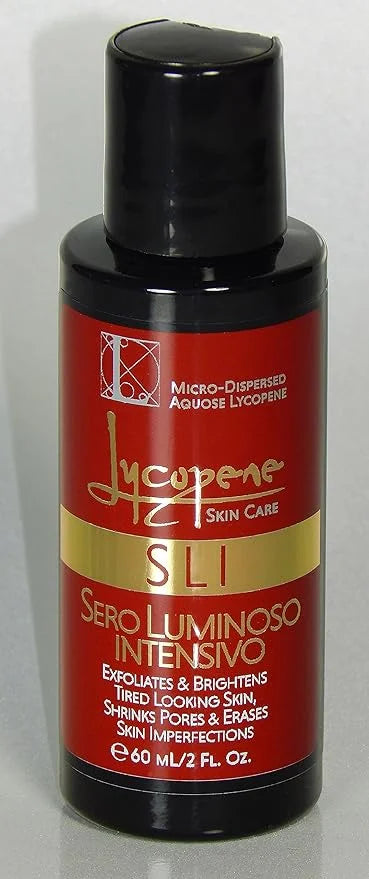 L
MICRO-DISPERSED
AQUOSE LYCOPENE
Lycopene
SKIN CARE
SLI
SERO LUMINOSO
INTENSIVO
EXFOLIATES & BRIGHTENS
TIRED LOOKING SKIN,
SHRINKS PORES & ERASES
SKIN IMPERFECTIONS
℮60 mL/2 FL. OZ.